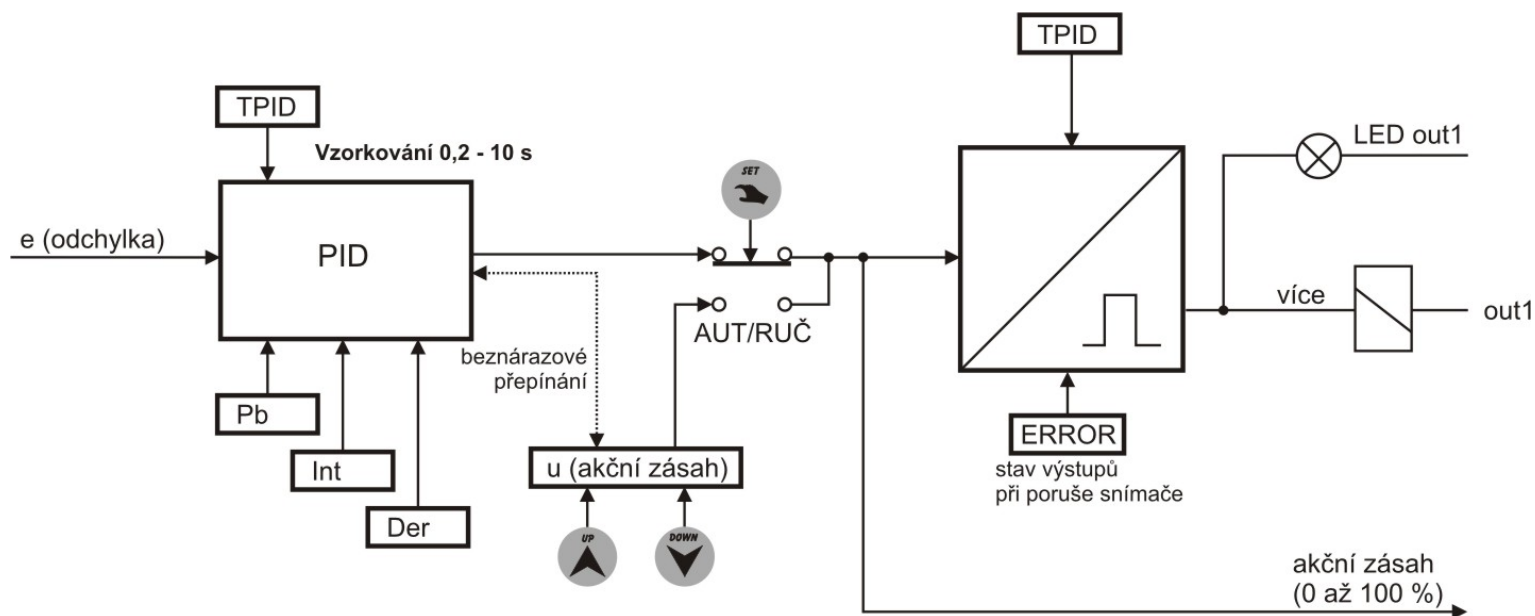 TPID
TPID
Vzorkování 0,2 - 10 s
LED out1
SET
e (odchylka)
PID
více
out1
AUT/RUČ
beznárazové
přepínání
Pb
ERROR
Int
u (akční zásah)
stav výstupů
při poruše snímače
Der
UP
DOWN
akční zásah
(0 až 100 %)